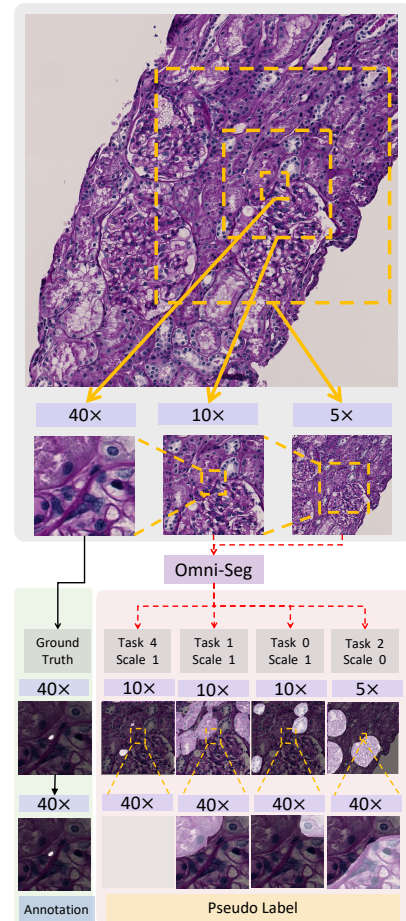 40× 10× 5×
Omni-Seg
Ground Truth
Task 4 Scale 1
Task 1 Scale 1
Task 0 Scale 1
Task 2 Scale 0
40× 10× 10× 10× 5×
40× 40× 40× 40× 40×
Annotation Pseudo Label